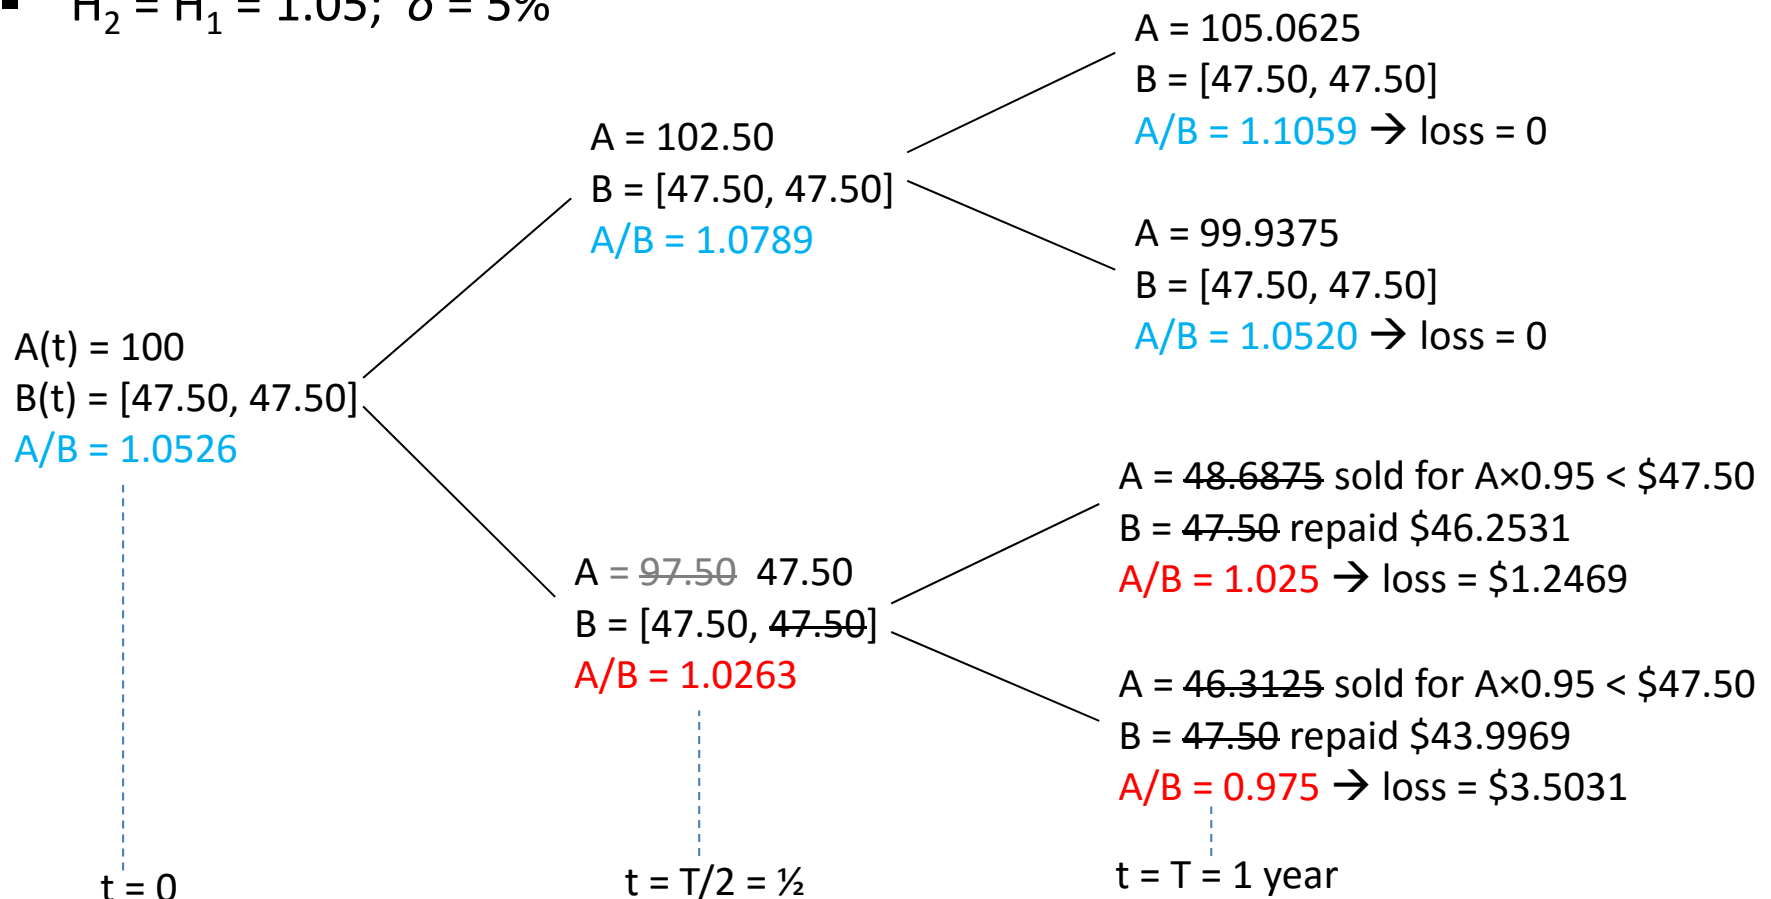 ▪ H₂ = H₁ = 1.05; δ = 5%
A = 105.0625
B = [47.50, 47.50]
A/B = 1.1059 → loss = 0
A = 102.50
B = [47.50, 47.50]
A/B = 1.0789
A = 99.9375
B = [47.50, 47.50]
A/B = 1.0520 → loss = 0
A(t) = 100
B(t) = [47.50, 47.50]
A/B = 1.0526
A = 48.6875 sold for A×0.95 < $47.50
B = 47.50 repaid $46.2531
A/B = 1.025 → loss = $1.2469
A = 97.50 47.50
B = [47.50, 47.50]
A/B = 1.0263
A = 46.3125 sold for A×0.95 < $47.50
B = 47.50 repaid $43.9969
A/B = 0.975 → loss = $3.5031
t = 0
t = T/2 = ½
t = T = 1 year